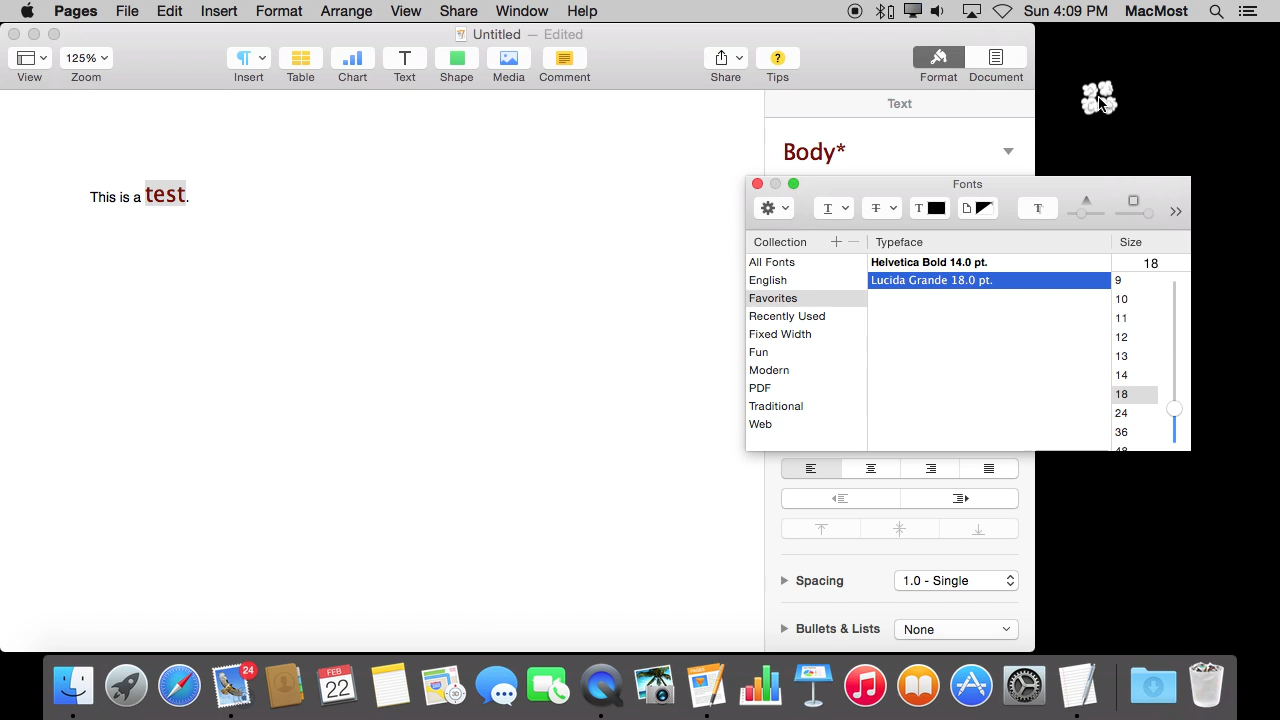 Pages File Edit Insert Format Arrange View Share Window Help Sun 4:09 PM MacMost
Untitled — Edited
125%
View Zoom Insert Table Chart Text Shape Media Comment Share Tips Format Document
Text
Body*
This is a test.
Fonts
Collection Typeface Size
All Fonts Helvetica Bold 14.0 pt. 18
English Lucida Grande 18.0 pt. 9
Favorites 10
Recently Used 11
Fixed Width 12
Fun 13
Modern 14
PDF 18
Traditional 24
Web 36
48
Spacing 1.0 - Single
Bullets & Lists None
24
FEB
22
PAGES